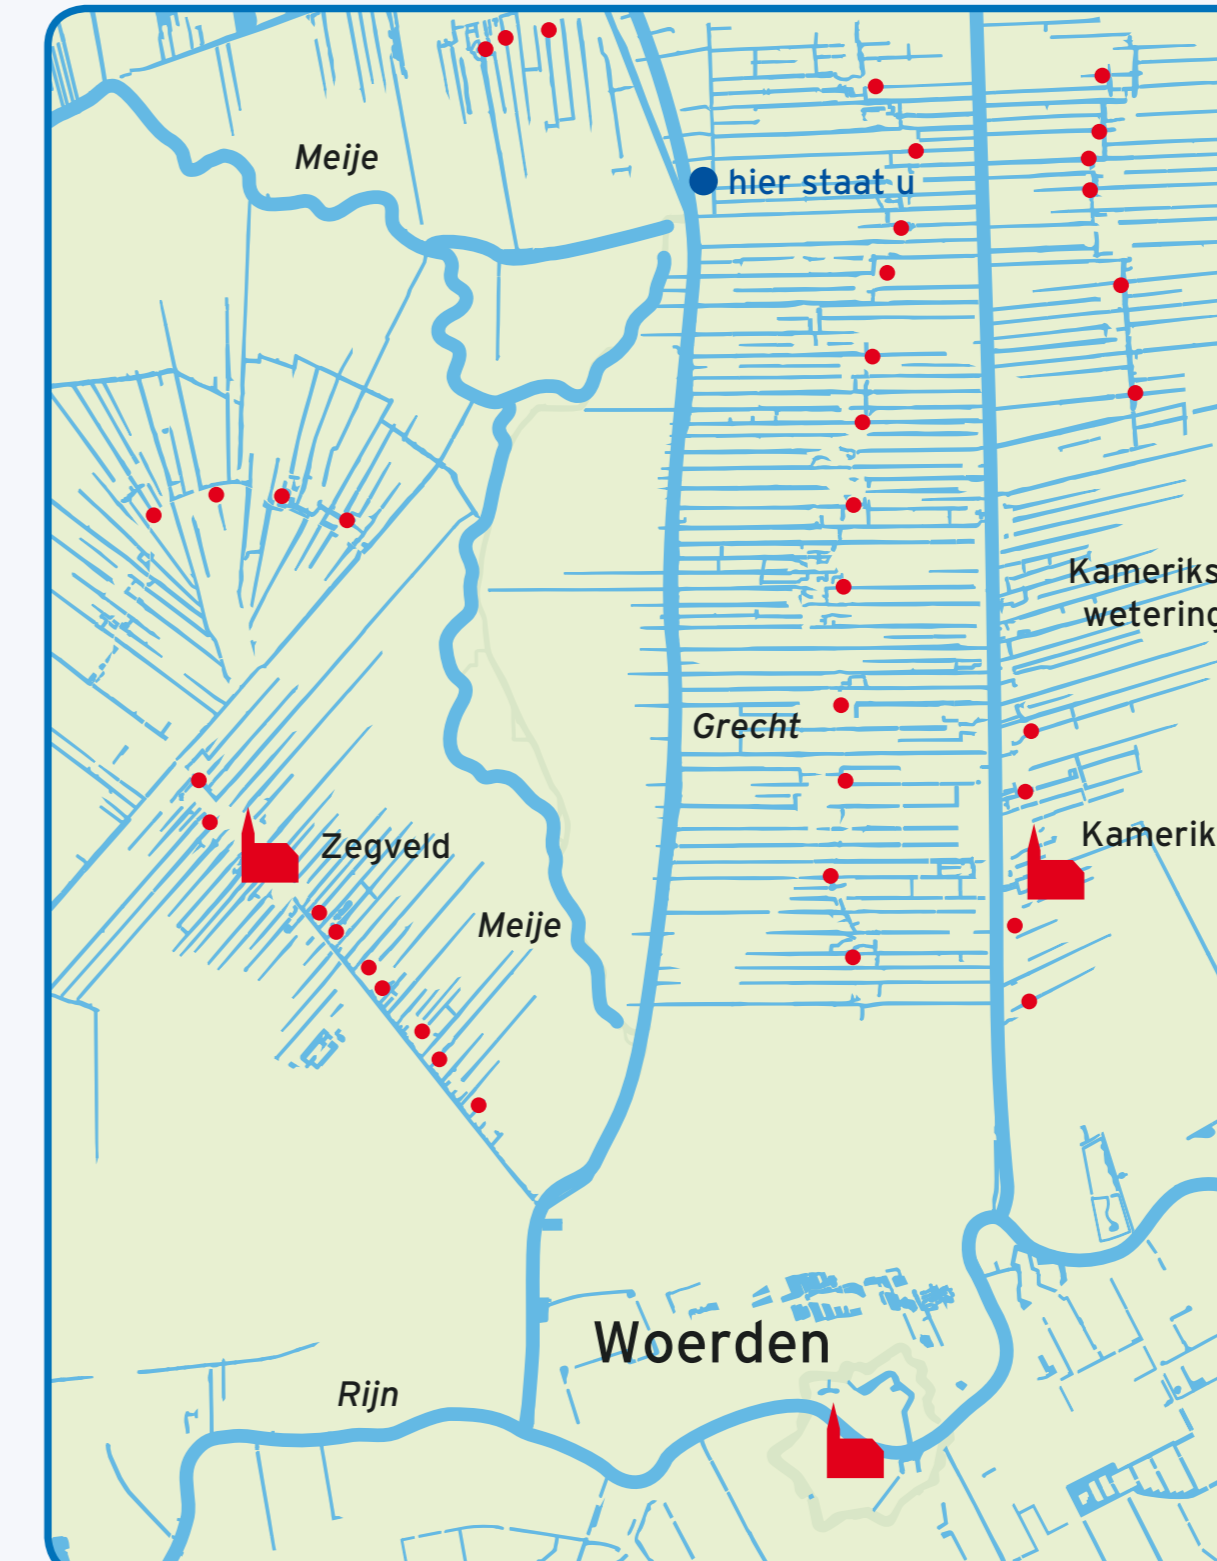 Meije
hier staat u
Kameriks
wetering
Grecht
Zegveld
Kamerik
Meije
Woerden
Rijn